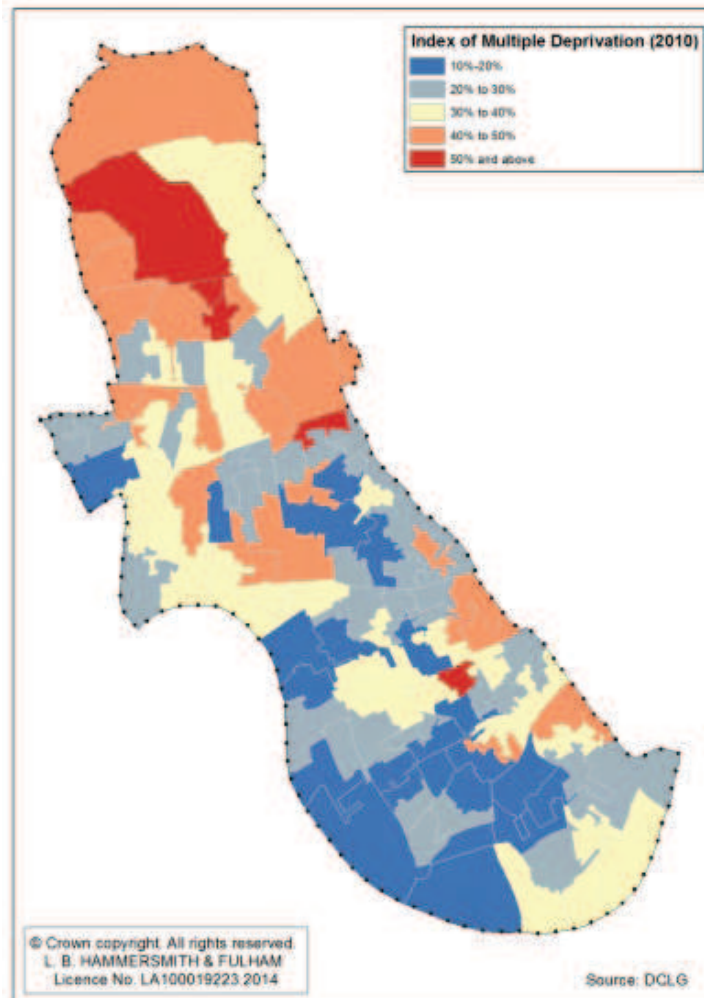 Index of Multiple Deprivation (2010)
10%-20%
20% to 30%
30% to 40%
40% to 50%
50% and above
© Crown copyright. All rights reserved.
L. B. HAMMERSMITH & FULHAM
Licence No. LA100019223 2014
Source: DCLG